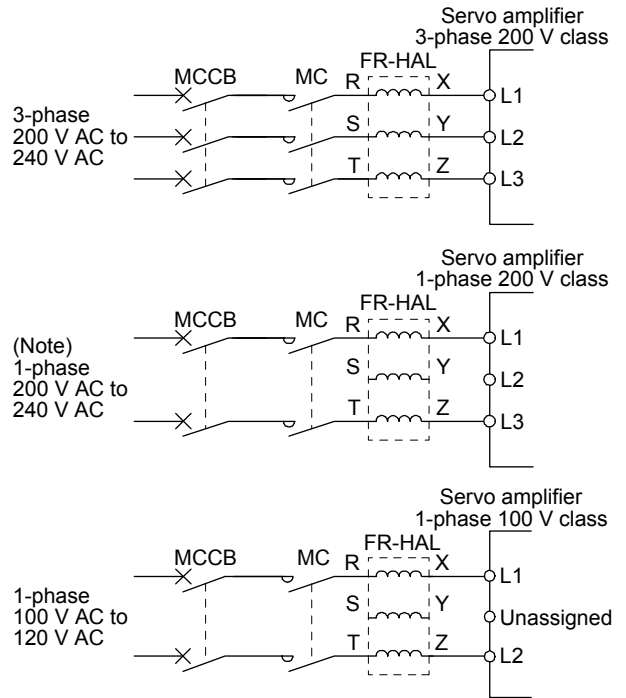 Servo amplifier
3-phase 200 V class
FR-HAL
MCCB MC R X
L1
3-phase
200 V AC to
240 V AC
S Y
L2
T Z
L3
Servo amplifier
1-phase 200 V class
FR-HAL
MCCB MC R X
L1
(Note)
1-phase
200 V AC to
240 V AC
S Y
L2
T Z
L3
Servo amplifier
1-phase 100 V class
FR-HAL
MCCB MC R X
L1
1-phase
100 V AC to
120 V AC
S Y
Unassigned
T Z
L2